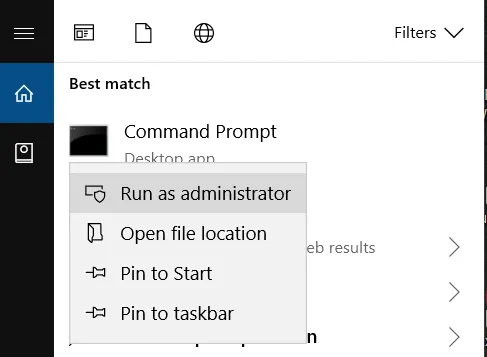 Filters
Best match
Command Prompt
Desktop app
Run as administrator
Open file location
eb results
Pin to Start
Pin to taskbar
n